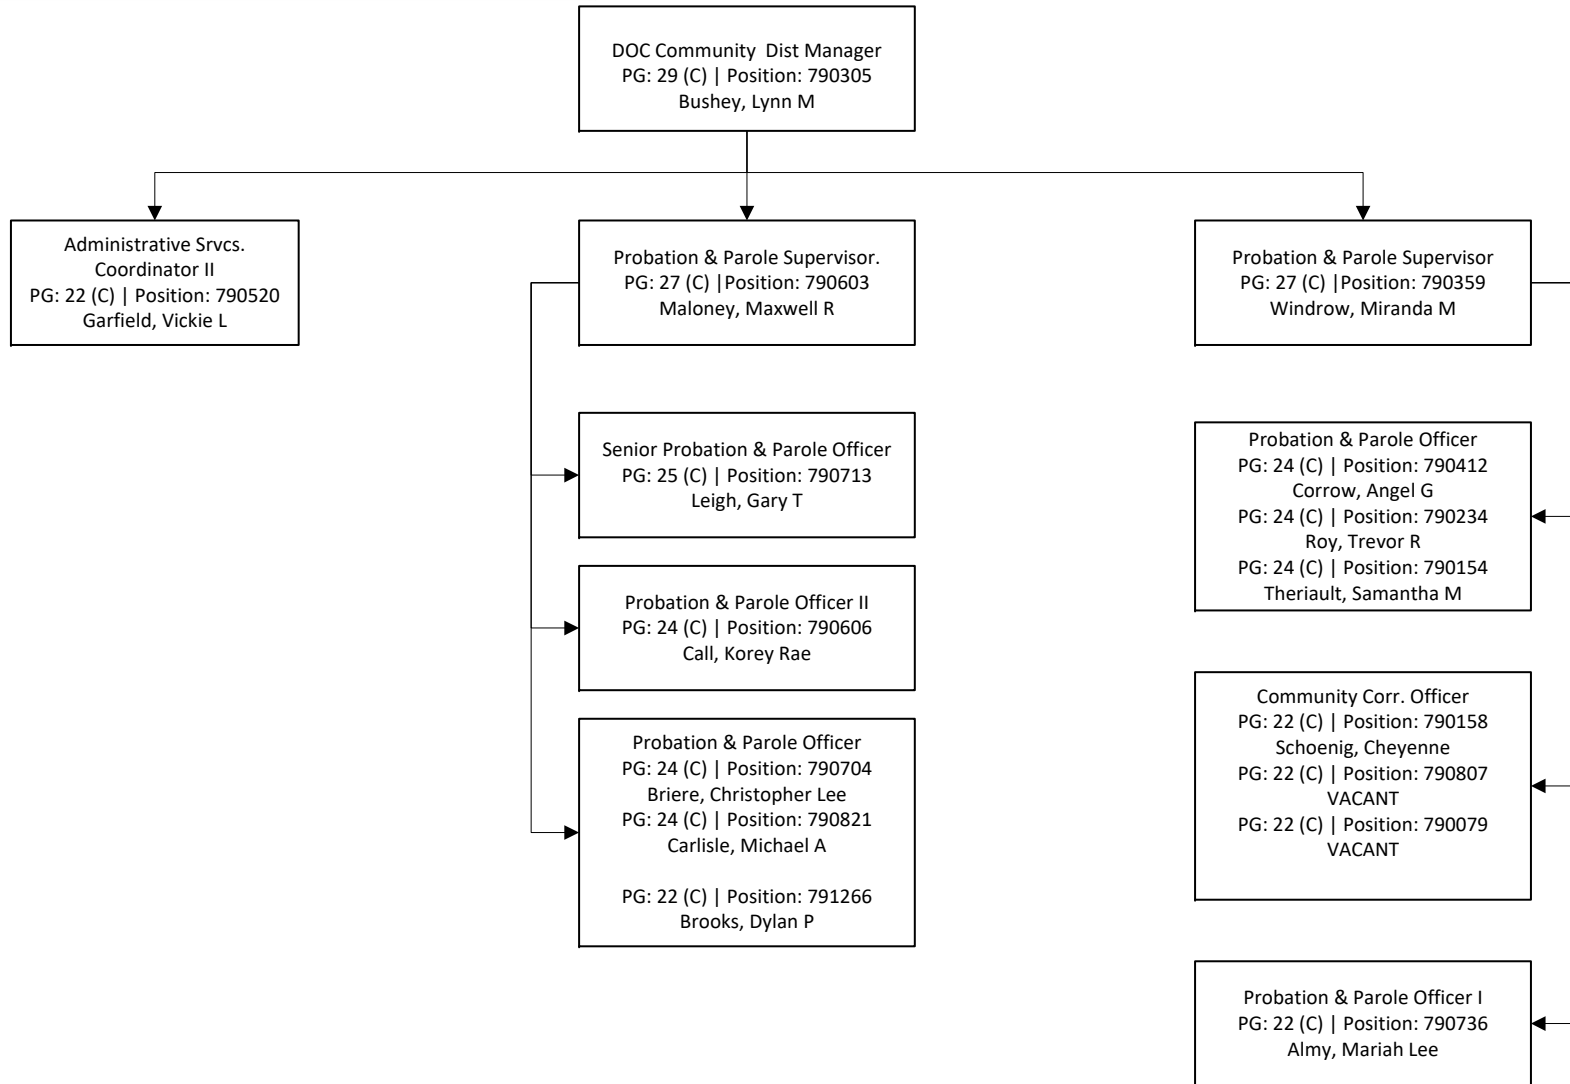 DOC Community  Dist Manager
PG: 29 (C) | Position: 790305
Bushey, Lynn M
Administrative Srvcs.
Coordinator II
PG: 22 (C) | Position: 790520
Garfield, Vickie L
Probation & Parole Supervisor.
PG: 27 (C) |Position: 790603
Maloney, Maxwell R
Probation & Parole Supervisor
PG: 27 (C) |Position: 790359
Windrow, Miranda M
Senior Probation & Parole Officer
PG: 25 (C) | Position: 790713
Leigh, Gary T
Probation & Parole Officer II
PG: 24 (C) | Position: 790606
Call, Korey Rae
Probation & Parole Officer
PG: 24 (C) | Position: 790704
Briere, Christopher Lee
PG: 24 (C) | Position: 790821
Carlisle, Michael A
PG: 22 (C) | Position: 791266
Brooks, Dylan P
Probation & Parole Officer
PG: 24 (C) | Position: 790412
Corrow, Angel G
PG: 24 (C) | Position: 790234
Roy, Trevor R
PG: 24 (C) | Position: 790154
Theriault, Samantha M
Community Corr. Officer
PG: 22 (C) | Position: 790158
Schoenig, Cheyenne
PG: 22 (C) | Position: 790807
VACANT
PG: 22 (C) | Position: 790079
VACANT
Probation & Parole Officer I
PG: 22 (C) | Position: 790736
Almy, Mariah Lee